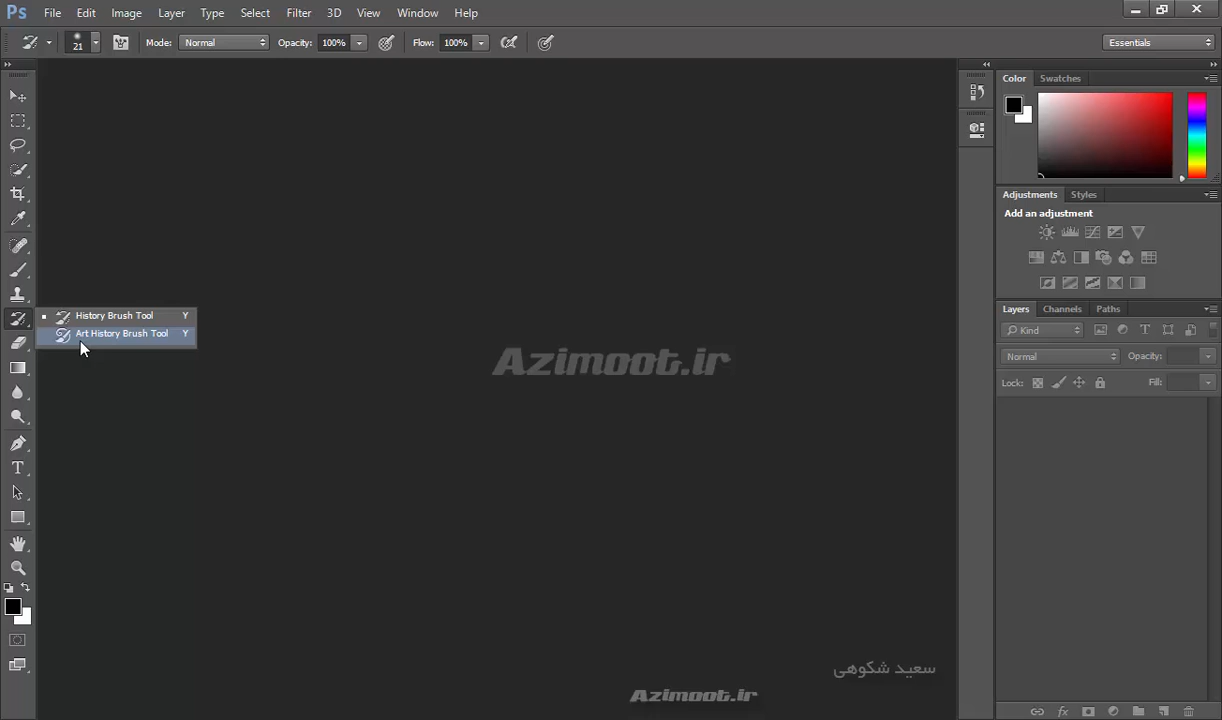 Ps File Edit Image Layer Type Select Filter 3D View Window Help
21 Mode: Normal Opacity: 100% Flow: 100% Essentials
Color Swatches
Adjustments Styles
Add an adjustment
History Brush Tool Y
Art History Brush Tool Y
Layers Channels Paths
Kind
Normal Opacity:
Lock: Fill:
Azimoot.ir
سعید شکوهی
Azimoot.ir